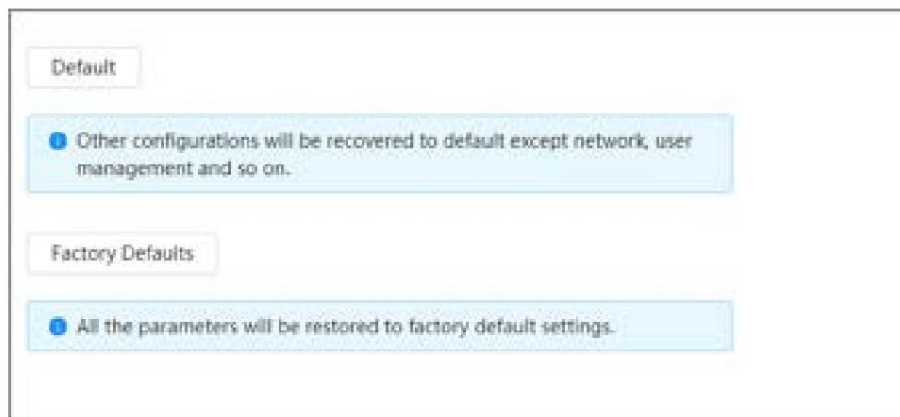 Default
Other configurations will be recovered to default except network, user
management and so on.
Factory Defaults
All the parameters will be restored to factory default settings.